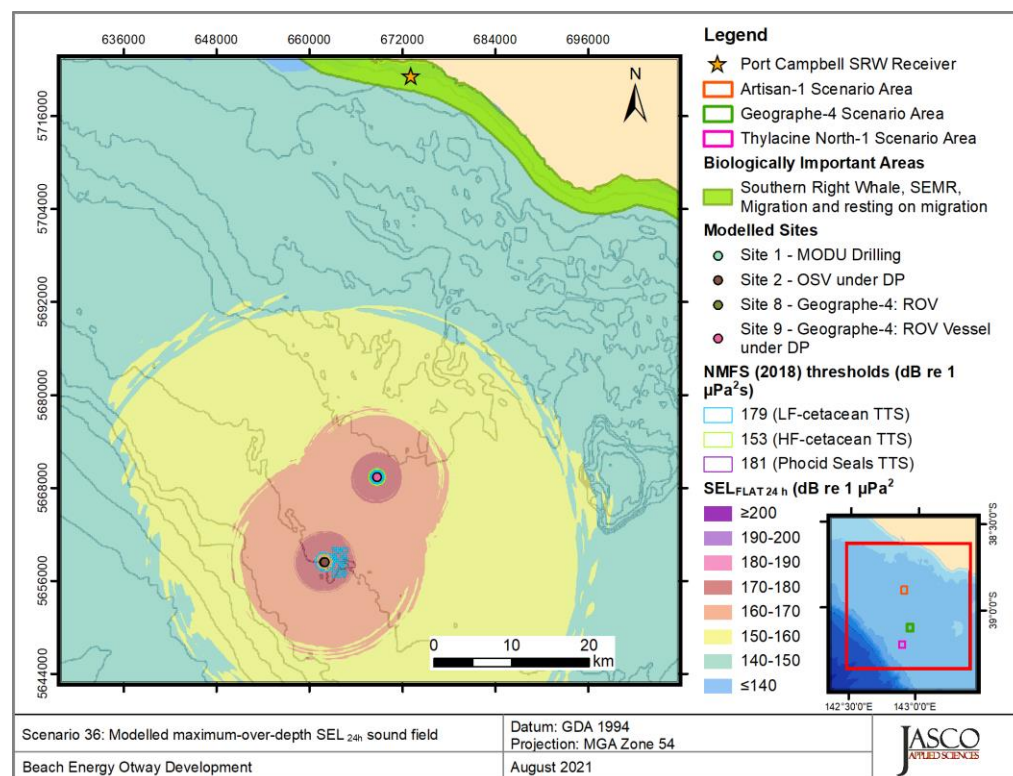 636000 648000 660000 672000 684000 696000
5716000
5704000
5692000
5680000
5668000
5656000
5644000
N
0 10 20
km
Legend
Port Campbell SRW Receiver
Artisan-1 Scenario Area
Geographe-4 Scenario Area
Thylacine North-1 Scenario Area
Biologically Important Areas
Southern Right Whale, SEMR,
Migration and resting on migration
Modelled Sites
Site 1 - MODU Drilling
Site 2 - OSV under DP
Site 8 - Geographe-4: ROV
Site 9 - Geographe-4: ROV Vessel
under DP
NMFS (2018) thresholds (dB re 1
µPa²s)
179 (LF-cetacean TTS)
153 (HF-cetacean TTS)
181 (Phocid Seals TTS)
SEL FLAT 24 h (dB re 1 µPa²
≥200
190-200
180-190
170-180
160-170
150-160
140-150
≤140
38°30'0"S
39°0'0"S
142°30'0"E 143°0'0"E
Scenario 36: Modelled maximum-over-depth SEL 24h sound field
Datum: GDA 1994
Projection: MGA Zone 54
Beach Energy Otway Development
August 2021
JASCO
APPLIED SCIENCES